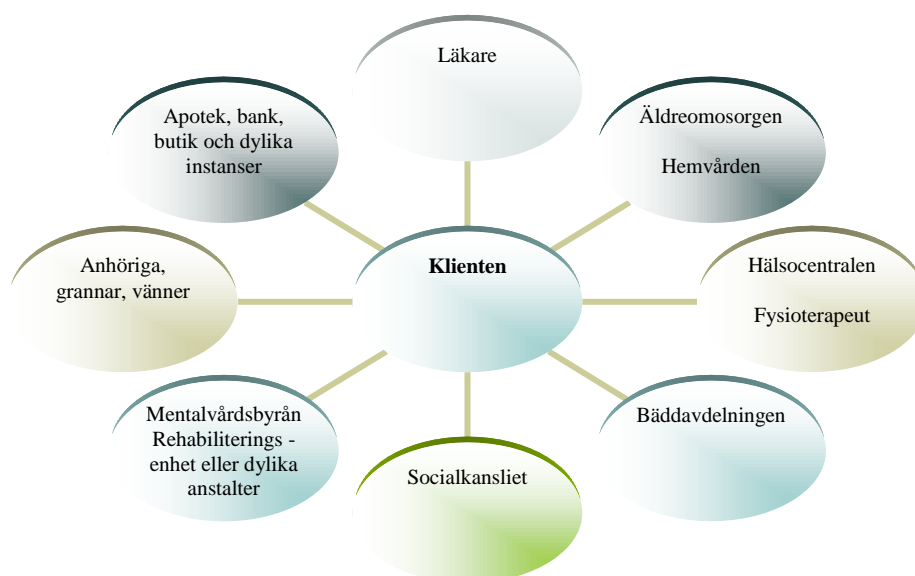 Läkare
Apotek, bank,
butik och dylika
instanser
Äldreomosorgen
Hemvården
Anhöriga,
grannar, vänner
Klienten
Hälsocentralen
Fysioterapeut
Mentalvårdsbyrån
Rehabiliterings -
enhet eller dylika
anstalter
Socialkansliet
Bäddavdelningen